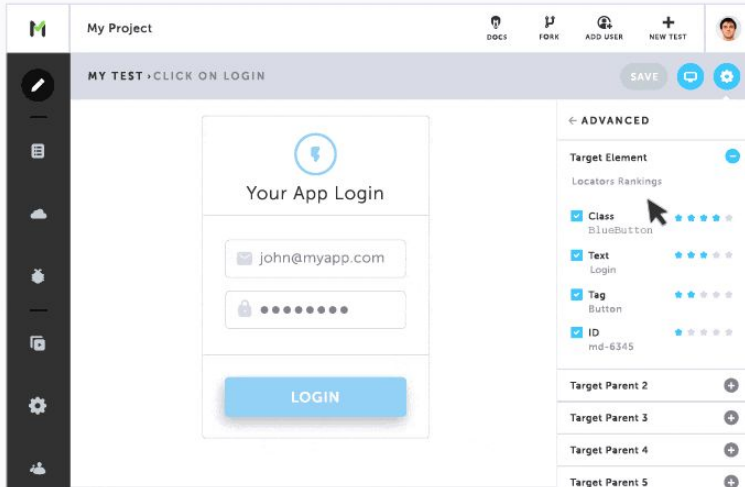 My Project
DOCS
FORK
ADD USER
NEW TEST
MY TEST › CLICK ON LOGIN
SAVE
← ADVANCED
Target Element
Locators Rankings
Your App Login
Class
BlueButton
john@myapp.com
Text
Login
Tag
Button
ID
md-6345
LOGIN
Target Parent 2
Target Parent 3
Target Parent 4
Target Parent 5